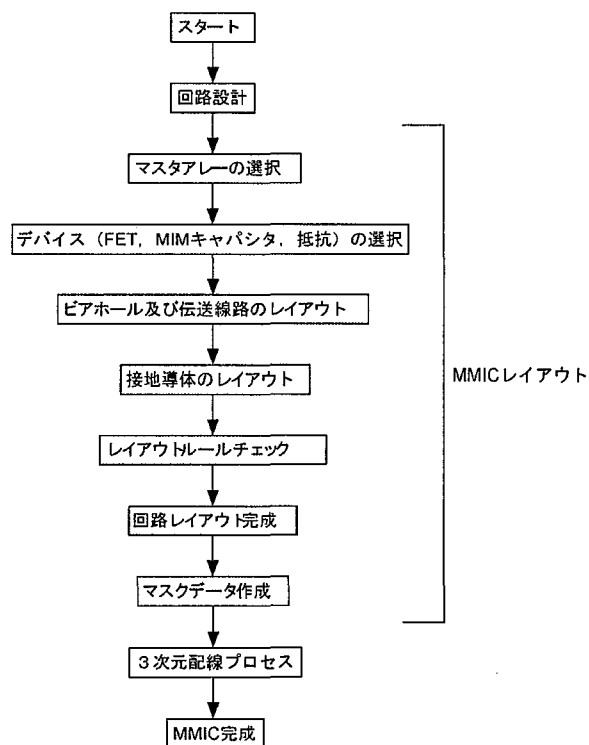 スタート
回路設計
マスタアレーの選択
デバイス（FET，MIMキャパシタ，抵抗）の選択
ビアホール及び伝送線路のレイアウト
接地導体のレイアウト
MMICレイアウト
レイアウトルールチェック
回路レイアウト完成
マスクデータ作成
3次元配線プロセス
MMIC完成